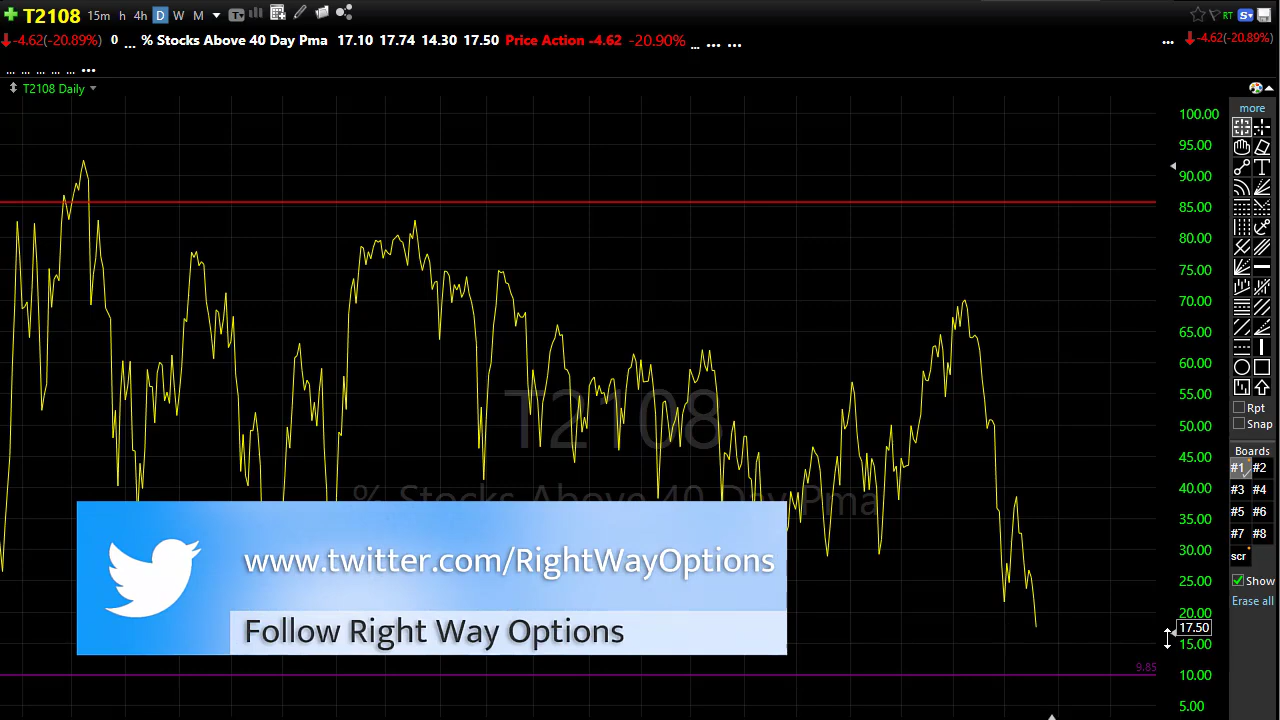 T2108 15m h 4h D W M T RT S
-4.62(-20.89%) 0 ... % Stocks Above 40 Day Pma 17.10 17.74 14.30 17.50 Price Action -4.62 -20.90% ... ... ... ... -4.62(-20.89%)
... ... ... ... ... ...
T2108 Daily
more
100.00
95.00
90.00
85.00
80.00
75.00
70.00
65.00
60.00
55.00
50.00
45.00
40.00
35.00
30.00
25.00
20.00
17.50
15.00
10.00
5.00
9.85
T2108
% Stocks Above 40 Day Pma
www.twitter.com/RightWayOptions
Follow Right Way Options
T
Rpt
Snap
Boards
#1 #2
#3 #4
#5 #6
#7 #8
scr
Show
Erase all